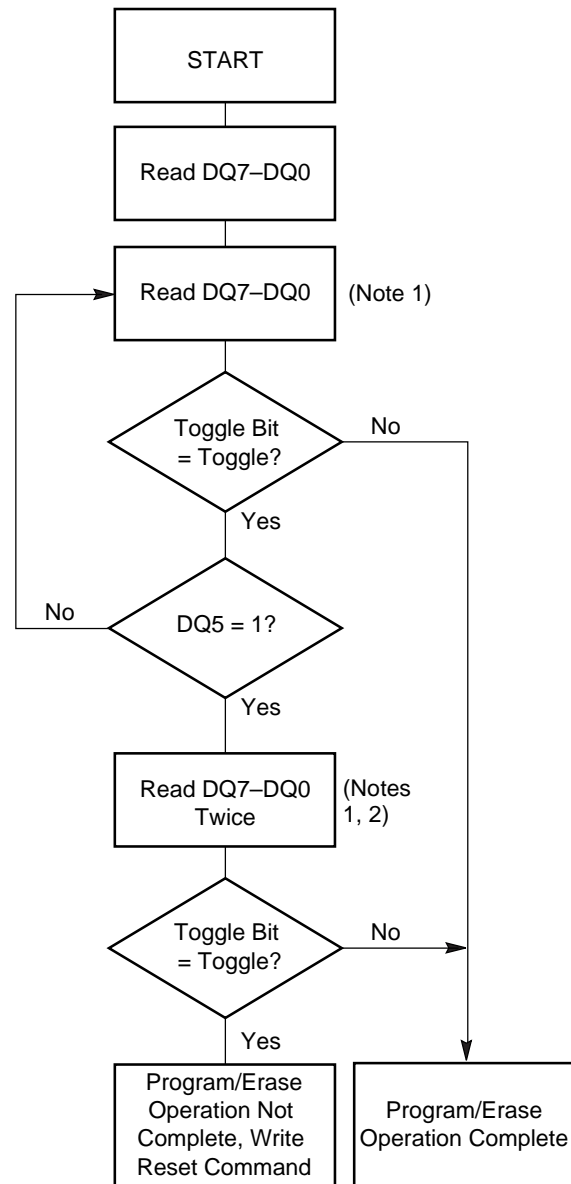 START
Read DQ7–DQ0
Read DQ7–DQ0
(Note 1)
Toggle Bit
= Toggle?
No
Yes
No
DQ5 = 1?
Yes
Read DQ7–DQ0
Twice
(Notes
1, 2)
Toggle Bit
= Toggle?
No
Yes
Program/Erase
Operation Not
Complete, Write
Reset Command
Program/Erase
Operation Complete